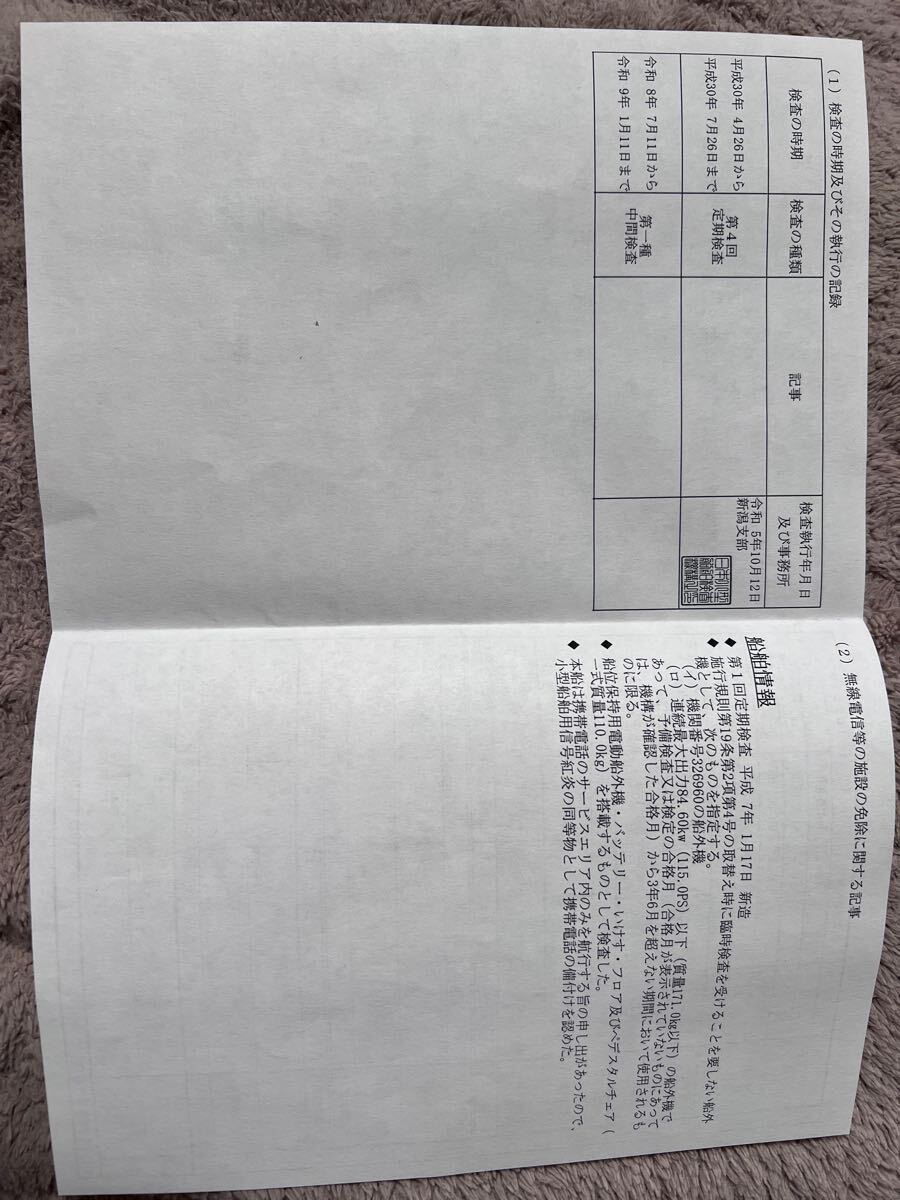 (1) 検査の時期及びその執行の記録
検査の時期 検査の種類 記事 検査執行年月日
及び事務所
平成30年 4月26日から
平成30年 7月26日まで
第4回
定期検査
令和 5年10月12日
新潟支部
令和 8年 7月11日から
令和 9年 1月11日まで
第一種
中間検査
(2) 無線電信等の施設の免除に関する記事
船舶情報
第1回定期検査 平成 7年 1月17日 新造
◆ 施行規則第19条第2項第4号の取替え時に臨時検査を受けることを要しない船外
機として、次のものを指定する。
(イ) 機関番号326960の船外機
(ロ) 連続最大出力84.60kw (115.0PS) 以下 (質量171.0kg以下) の船外機で
あって、予備検査又は検定の合格月 (合格月が表示されていないものにあって
は、機構が確認した合格月) から3年6月を超えない期間において使用されるも
のに限る。
◆ 船位保持用電動船外機・バッテリー・いけす・フロア及びペデスタルチェア (
一式質量110.0kg) を搭載するものとして検査した。
◆ 本船は携帯電話のサービスエリア内のみを航行する旨の申し出があったので、
小型船舶用信号紅炎の同等物として携帯電話の備付けを認めた。